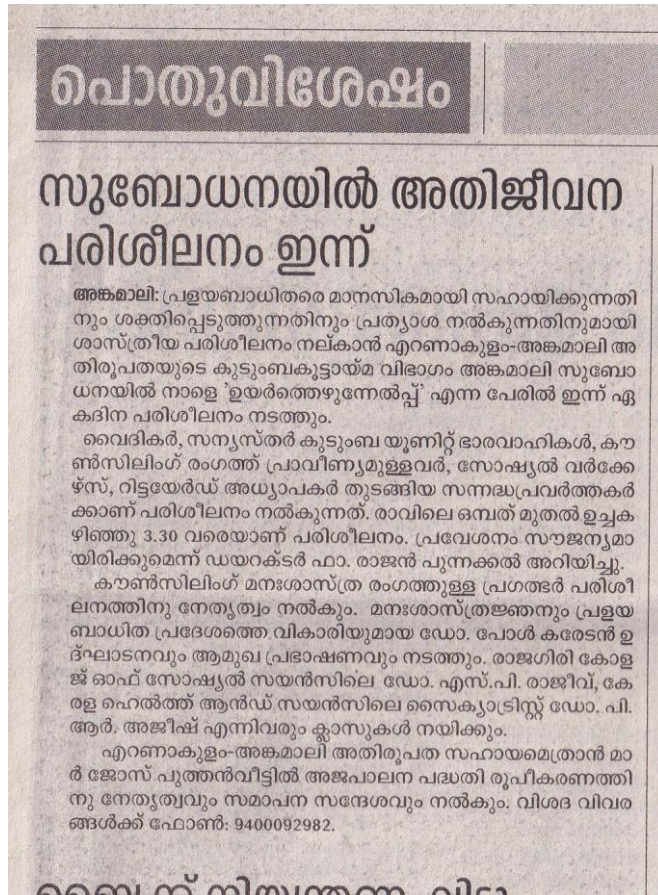 പൊതുവിശേഷം
സുബോധനയിൽ അതിജീവന
പരിശീലനം ഇന്ന്
അങ്കമാലി: പ്രളയബാധിതരെ മാനസികമായി സഹായിക്കുന്നതി
നും ശക്തിപ്പെടുത്തുന്നതിനും പ്രത്യാശ നൽകുന്നതിനുമായി
ശാസ്ത്രീയ പരിശീലനം നല്കാൻ എറണാകുളം-അങ്കമാലി അ
തിരൂപതയുടെ കുടുംബകൂട്ടായ്മ വിഭാഗം അങ്കമാലി സുബോ
ധനയിൽ നാളെ 'ഉയർത്തെഴുന്നേൽപ്പ്' എന്ന പേരിൽ ഇന്ന് ഏ
കദിന പരിശീലനം നടത്തും.
വൈദികർ, സന്യസ്തർ കുടുംബ യൂണിറ്റ് ഭാരവാഹികൾ, കൗ
ൺസിലിംഗ് രംഗത്ത് പ്രാവീണ്യമുള്ളവർ, സോഷ്യൽ വർക്കേ
ഴ്സ്, റിട്ടയേർഡ് അധ്യാപകർ തുടങ്ങിയ സന്നദ്ധപ്രവർത്തകർ
ക്കാണ് പരിശീലനം നൽകുന്നത്. രാവിലെ ഒമ്പത് മുതൽ ഉച്ചക
ഴിഞ്ഞു 3.30 വരെയാണ് പരിശീലനം. പ്രവേശനം സൗജന്യമാ
യിരിക്കുമെന്ന് ഡയറക്ടർ ഫാ. രാജൻ പുന്നക്കൽ അറിയിച്ചു.
കൗൺസിലിംഗ് മനഃശാസ്ത്ര രംഗത്തുള്ള പ്രഗത്ഭർ പരിശീ
ലനത്തിനു നേതൃത്വം നൽകും. മനഃശാസ്ത്രജ്ഞനും പ്രളയ
ബാധിത പ്രദേശത്തെ വികാരിയുമായ ഡോ. പോൾ കരേടൻ ഉ
ദ്ഘാടനവും ആമുഖ പ്രഭാഷണവും നടത്തും. രാജഗിരി കോള
ജ് ഓഫ് സോഷ്യൽ സയൻസിലെ ഡോ. എസ്.പി. രാജീവ്, കേ
രള ഹെൽത്ത് ആൻഡ് സയൻസിലെ സൈക്യാട്രിസ്റ്റ് ഡോ. പി.
ആർ. അജീഷ് എന്നിവരും ക്ലാസുകൾ നയിക്കും.
എറണാകുളം-അങ്കമാലി അതിരൂപത സഹായമെത്രാൻ മാ
ർ ജോസ് പുത്തൻവീട്ടിൽ അജപാലന പദ്ധതി രൂപീകരണത്തി
നു നേതൃത്വവും സമാപന സന്ദേശവും നൽകും. വിശദ വിവര
ങ്ങൾക്ക് ഫോൺ: 9400092982.